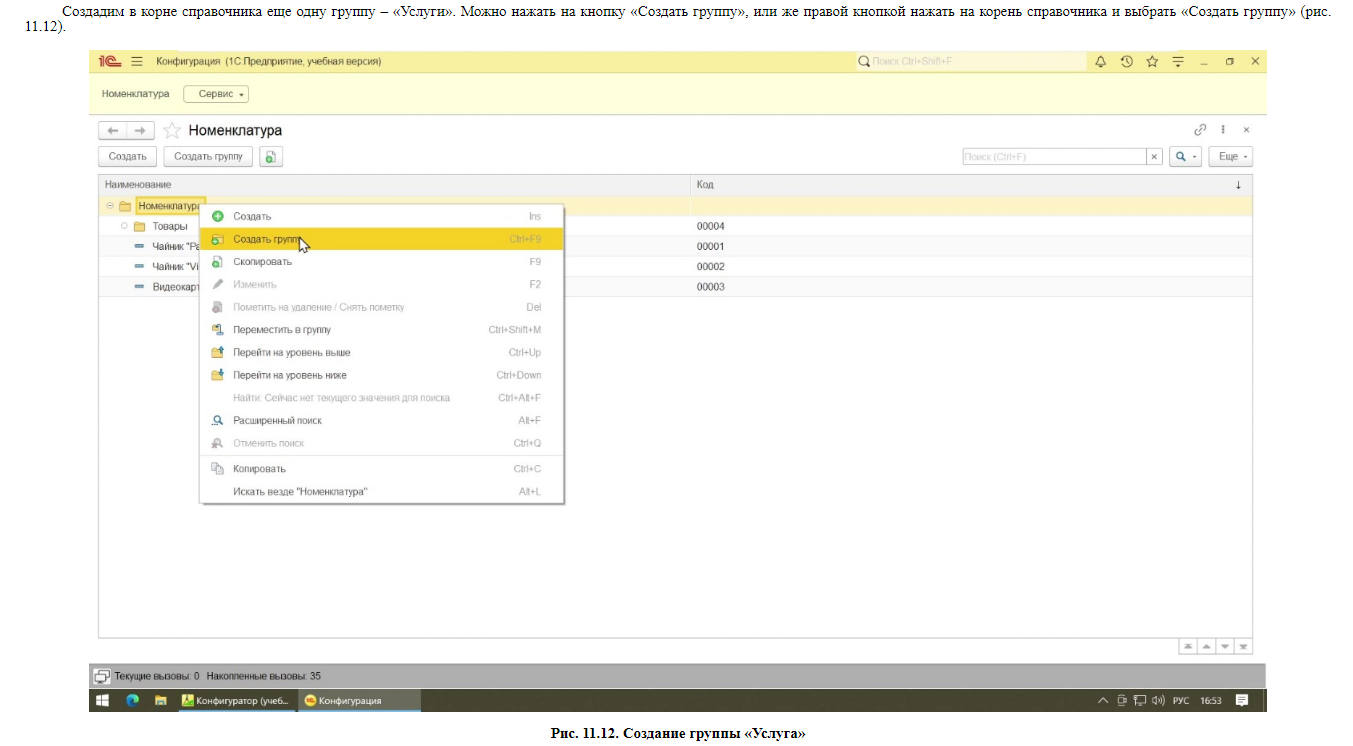 Создадим в корне справочника еще одну группу – «Услуги». Можно нажать на кнопку «Создать группу», или же правой кнопкой нажать на корень справочника и выбрать «Создать группу» (рис.
11.12).
1С Конфигурация (1С:Предприятие, учебная версия) Поиск Ctrl+Shift+F
Номенклатура Сервис
Номенклатура
Создать Создать группу Поиск (Ctrl+F) × Еще
Наименование Код ↓
Номенклатура
Создать Ins
Товары 00004
Создать группу Ctrl+F9
Чайник "Pa 00001
Скопировать F9
Чайник "Vi 00002
Изменить F2
Видеокарт 00003
Пометить на удаление / Снять пометку Del
Переместить в группу Ctrl+Shift+M
Перейти на уровень выше Ctrl+Up
Перейти на уровень ниже Ctrl+Down
Найти: Сейчас нет текущего значения для поиска Ctrl+Alt+F
Расширенный поиск Alt+F
Отменить поиск Ctrl+Q
Копировать Ctrl+C
Искать везде "Номенклатура" Alt+L
Текущие вызовы: 0 Накопленные вызовы: 35
Конфигуратор (учеб... Конфигурация РУС 16:53
Рис. 11.12. Создание группы «Услуга»